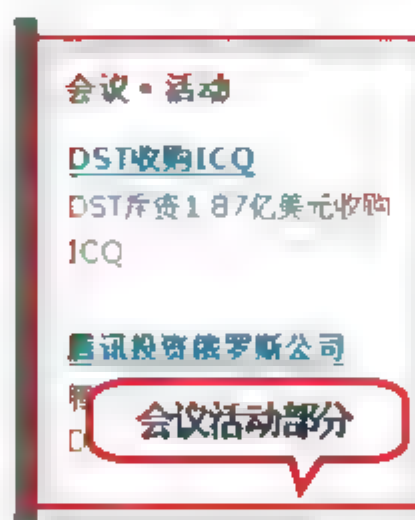 会议·活动
DST收购ICQ
DST斥资1.87亿美元收购
ICQ
腾讯投资俄罗斯公司
会议活动部分